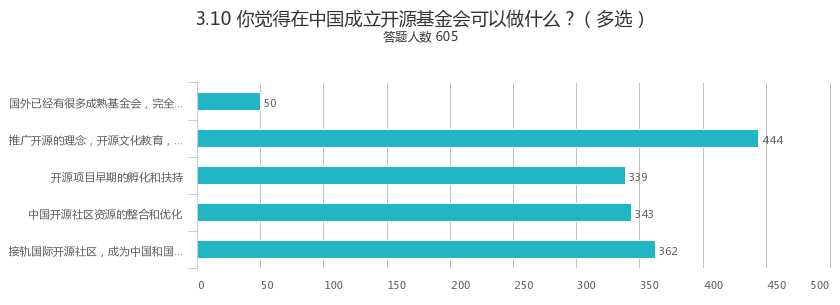 3.10 你觉得在中国成立开源基金会可以做什么？（多选）
答题人数 605
国外已经有很多成熟基金会，完全...
50
推广开源的理念，开源文化教育，...
444
开源项目早期的孵化和扶持
339
中国开源社区资源的整合和优化
343
接轨国际开源社区，成为中国和国...
362
0 50 100 150 200 250 300 350 400 450 500